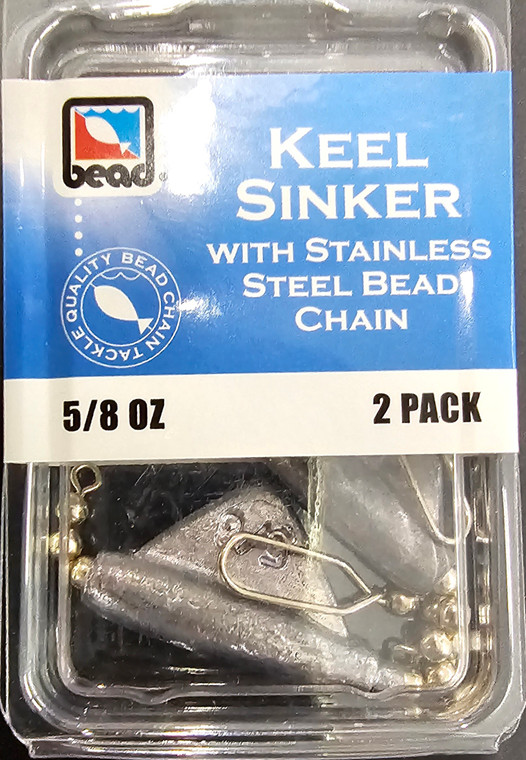 bead®
KEEL
SINKER
WITH STAINLESS
STEEL BEAD
CHAIN
QUALITY BEAD CHAIN TACKLE
5/8 OZ
2 PACK